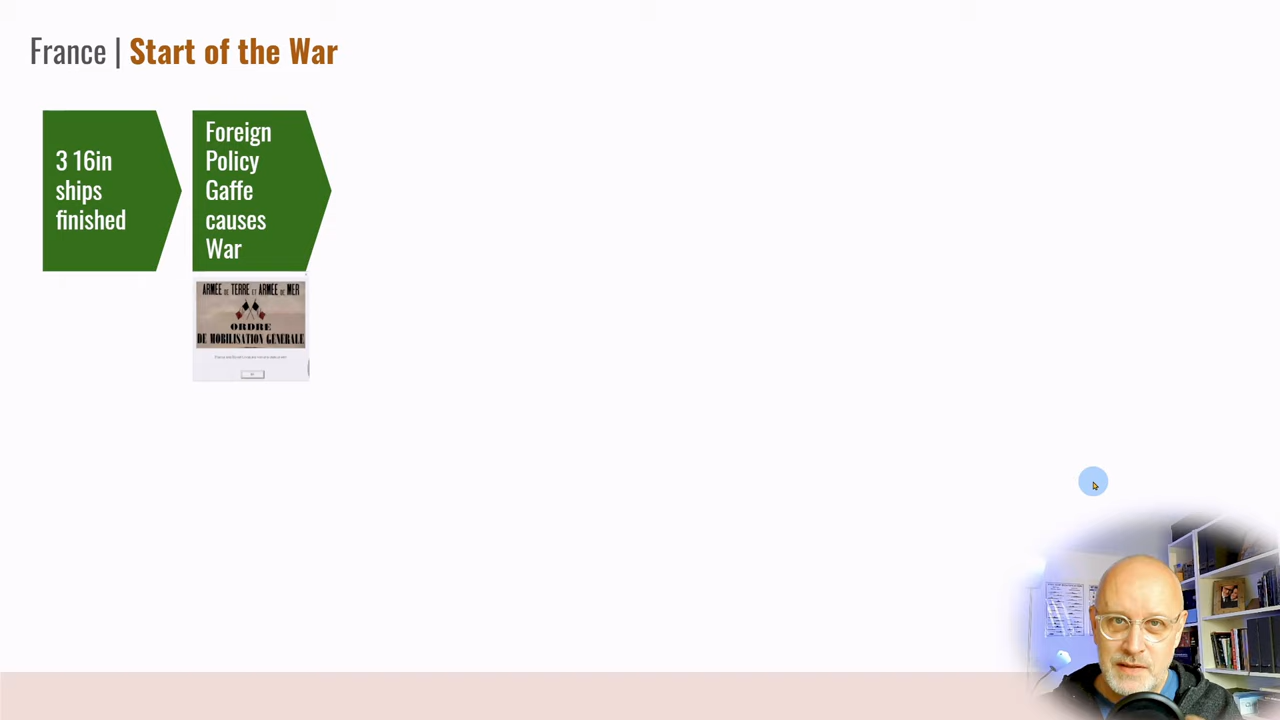 France | Start of the War
3 16in
ships
finished
Foreign
Policy
Gaffe
causes
War
ARMÉE DE TERRE ET ARMÉE DE MER
ORDRE
DE MOBILISATION GENERALE